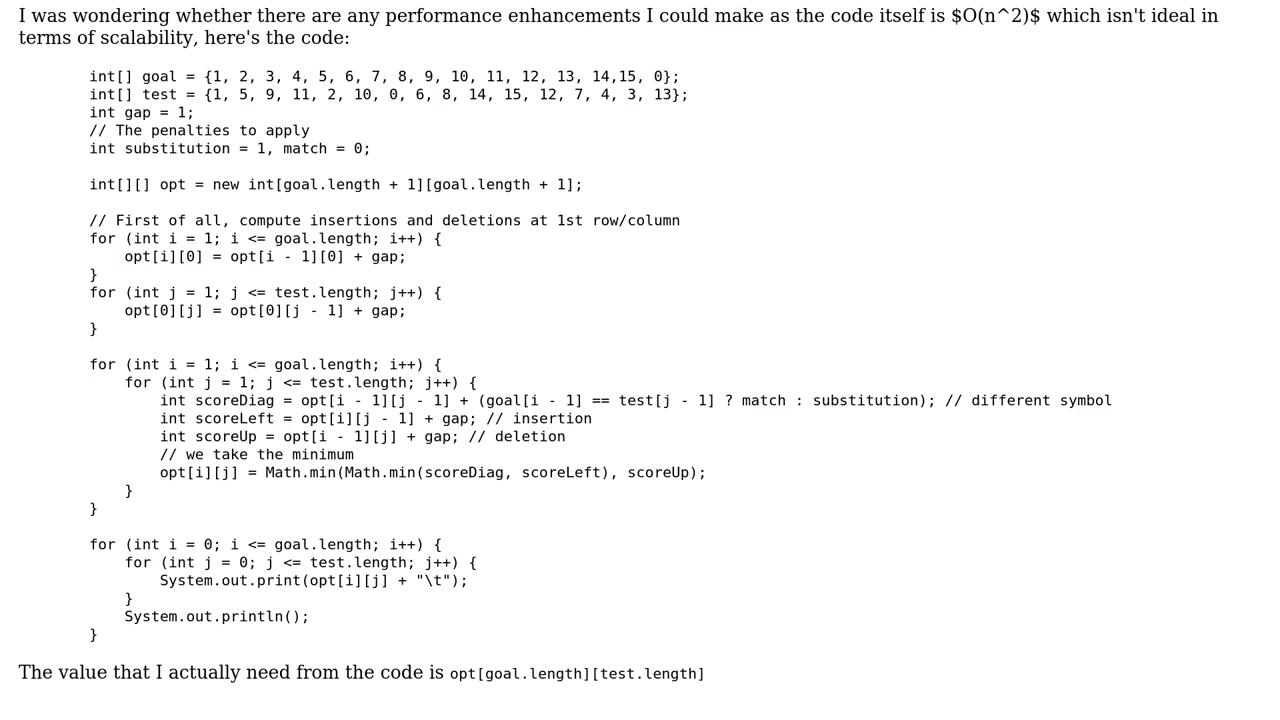 I was wondering whether there are any performance enhancements I could make as the code itself is $O(n^2)$ which isn't ideal in
terms of scalability, here's the code:
int[] goal = {1, 2, 3, 4, 5, 6, 7, 8, 9, 10, 11, 12, 13, 14,15, 0};
int[] test = {1, 5, 9, 11, 2, 10, 0, 6, 8, 14, 15, 12, 7, 4, 3, 13};
int gap = 1;
// The penalties to apply
int substitution = 1, match = 0;
int[][] opt = new int[goal.length + 1][goal.length + 1];
// First of all, compute insertions and deletions at 1st row/column
for (int i = 1; i <= goal.length; i++) {
    opt[i][0] = opt[i - 1][0] + gap;
}
for (int j = 1; j <= test.length; j++) {
    opt[0][j] = opt[0][j - 1] + gap;
}
for (int i = 1; i <= goal.length; i++) {
    for (int j = 1; j <= test.length; j++) {
        int scoreDiag = opt[i - 1][j - 1] + (goal[i - 1] == test[j - 1] ? match : substitution); // different symbol
        int scoreLeft = opt[i][j - 1] + gap; // insertion
        int scoreUp = opt[i - 1][j] + gap; // deletion
        // we take the minimum
        opt[i][j] = Math.min(Math.min(scoreDiag, scoreLeft), scoreUp);
    }
}
for (int i = 0; i <= goal.length; i++) {
    for (int j = 0; j <= test.length; j++) {
        System.out.print(opt[i][j] + "\t");
    }
    System.out.println();
}
The value that I actually need from the code is opt[goal.length][test.length]